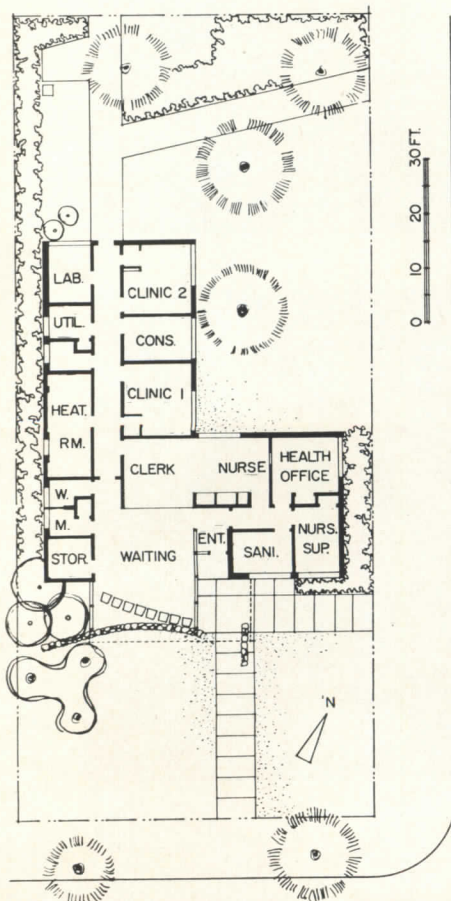 LAB.
CLINIC 2
UTIL.
CONS.
HEAT.
RM.
CLINIC 1
CLERK
NURSE
HEALTH
OFFICE
W.
M.
STOR.
WAITING
ENT.
SANI.
NURS.
SUP.
N
0 10 20 30 FT.